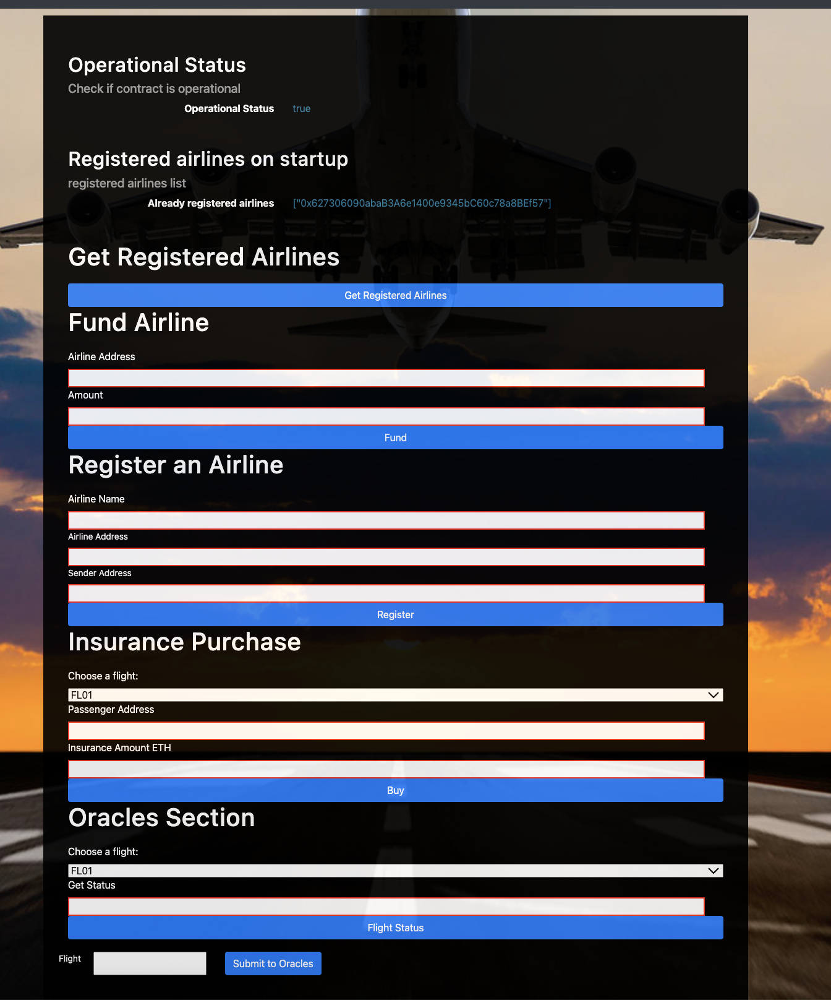 Operational Status
Check if contract is operational
Operational Status true
Registered airlines on startup
registered airlines list
Already registered airlines ["0x627306090abaB3A6e1400e9345bC60c78a8BEf57"]
Get Registered Airlines
Get Registered Airlines
Fund Airline
Airline Address
Amount
Fund
Register an Airline
Airline Name
Airline Address
Sender Address
Register
Insurance Purchase
Choose a flight:
FL01
Passenger Address
Insurance Amount ETH
Buy
Oracles Section
Choose a flight:
FL01
Get Status
Flight Status
Flight Submit to Oracles